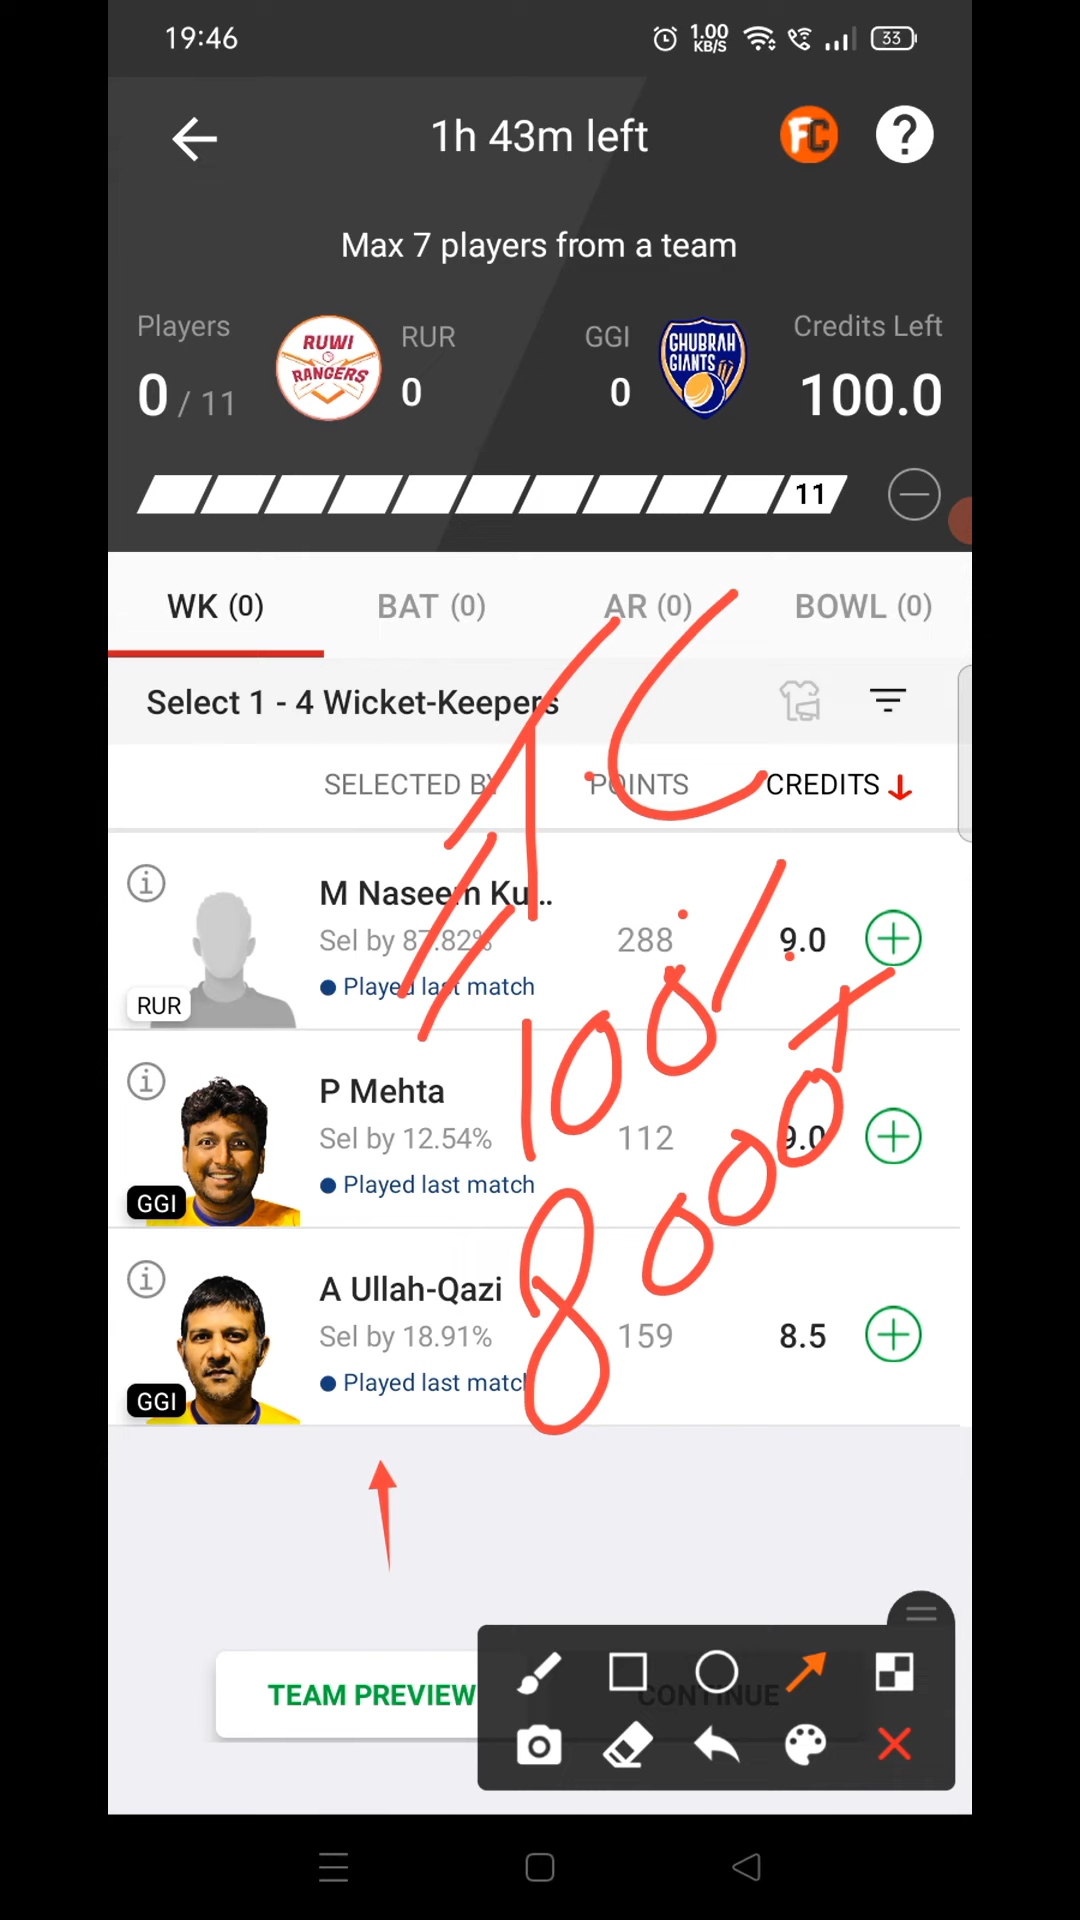 19:46 1.00 KB/S 33
1h 43m left FC ?
Max 7 players from a team
Players RUWI RANGERS RUR GGI GHUBRAH GIANTS Credits Left
0 / 11 0 0 100.0
11
WK (0) BAT (0) AR (0) BOWL (0)
Select 1 - 4 Wicket-Keepers
SELECTED BY POINTS CREDITS
M Naseem Ku...
Sel by 87.82% 288 9.0
Played last match
RUR
P Mehta
Sel by 12.54% 112 9.0
Played last match
GGI
A Ullah-Qazi
Sel by 18.91% 159 8.5
Played last match
GGI
100%
8000+
TEAM PREVIEW CONTINUE